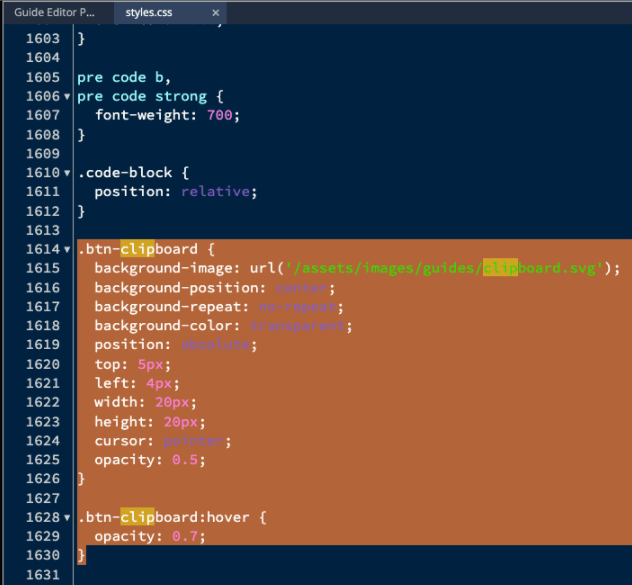 Guide Editor P... styles.css ×
1603 }
1604
1605 pre code b,
1606 pre code strong {
1607 font-weight: 700;
1608 }
1609
1610 .code-block {
1611 position: relative;
1612 }
1613
1614 .btn-clipboard {
1615 background-image: url('/assets/images/guides/clipboard.svg');
1616 background-position: center;
1617 background-repeat: no-repeat;
1618 background-color: transparent;
1619 position: absolute;
1620 top: 5px;
1621 left: 4px;
1622 width: 20px;
1623 height: 20px;
1624 cursor: pointer;
1625 opacity: 0.5;
1626 }
1627
1628 .btn-clipboard:hover {
1629 opacity: 0.7;
1630 }
1631